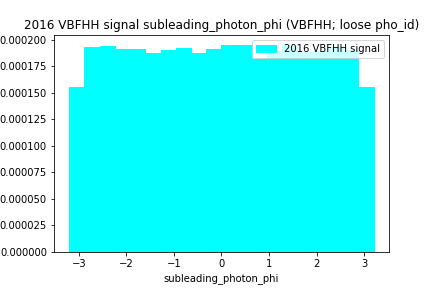 2016 VBFHH signal subleading_photon_phi (VBFHH; loose pho_id)
2016 VBFHH signal
0.000200
0.000175
0.000150
0.000125
0.000100
0.000075
0.000050
0.000025
0.000000
−3 −2 −1 0 1 2 3
subleading_photon_phi